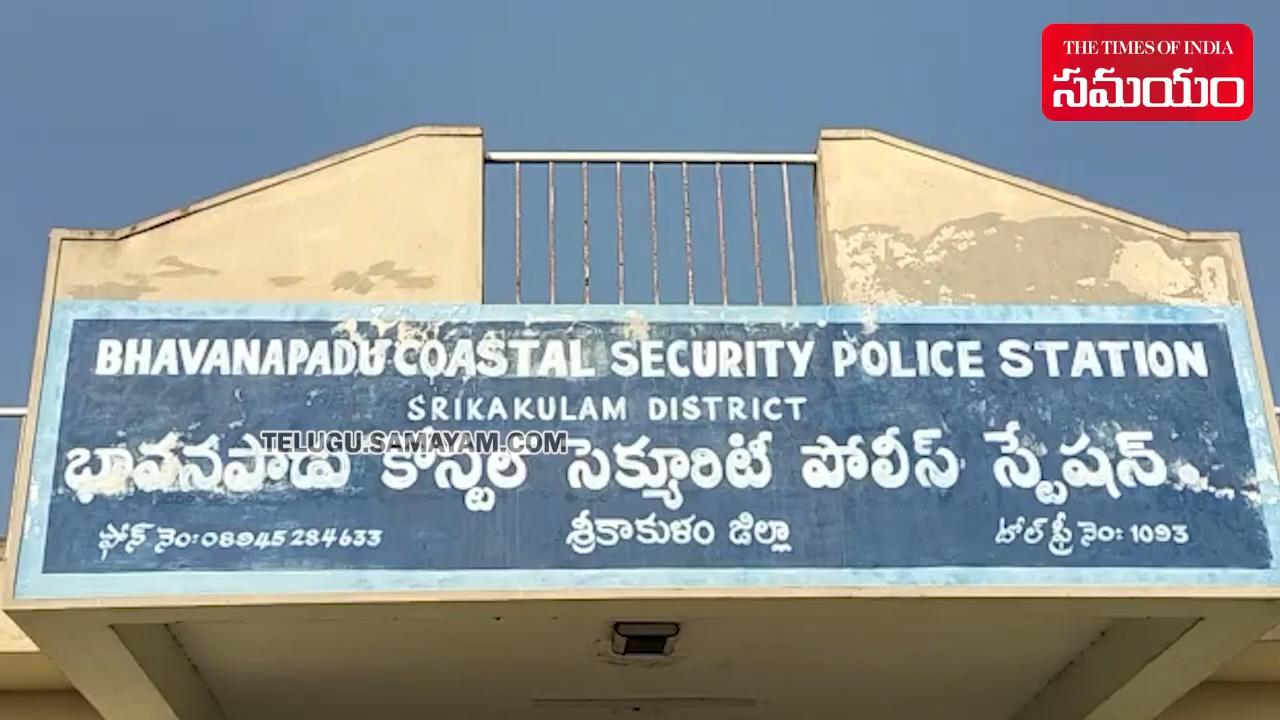 THE TIMES OF INDIA
సమయం
BHAVANAPADU COASTAL SECURITY POLICE STATION
SRIKAKULAM DISTRICT
TELUGU.SAMAYAM.COM
భావనపాడు కోస్టల్ సెక్యూరిటీ పోలీస్ స్టేషన్.
ఫోన్ నెం: 08945 284633 శ్రీకాకుళం జిల్లా టోల్ ఫ్రీ నెం: 1093